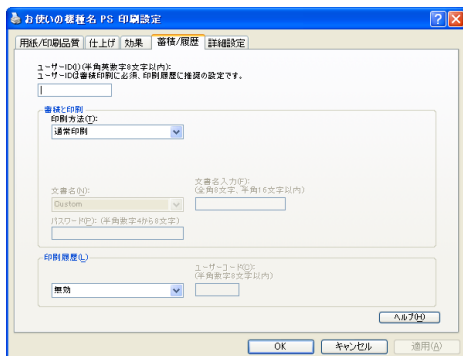 お使いの機種名 PS 印刷設定
用紙/印刷品質 仕上げ 効果 蓄積/履歴 詳細設定
ユーザーID(I)(半角英数字8文字以内):
ユーザーIDは蓄積印刷に必須、印刷履歴に推奨の設定です。
蓄積と印刷
印刷方法(T):
通常印刷
文書名(N):
文書名入力(F):
(全角8文字、半角16文字以内)
Custom
パスワード(P): (半角数字4から8文字)
印刷履歴(L)
ユーザーコード(O):
(半角数字8文字以内)
無効
ヘルプ(H)
OK キャンセル 適用(A)